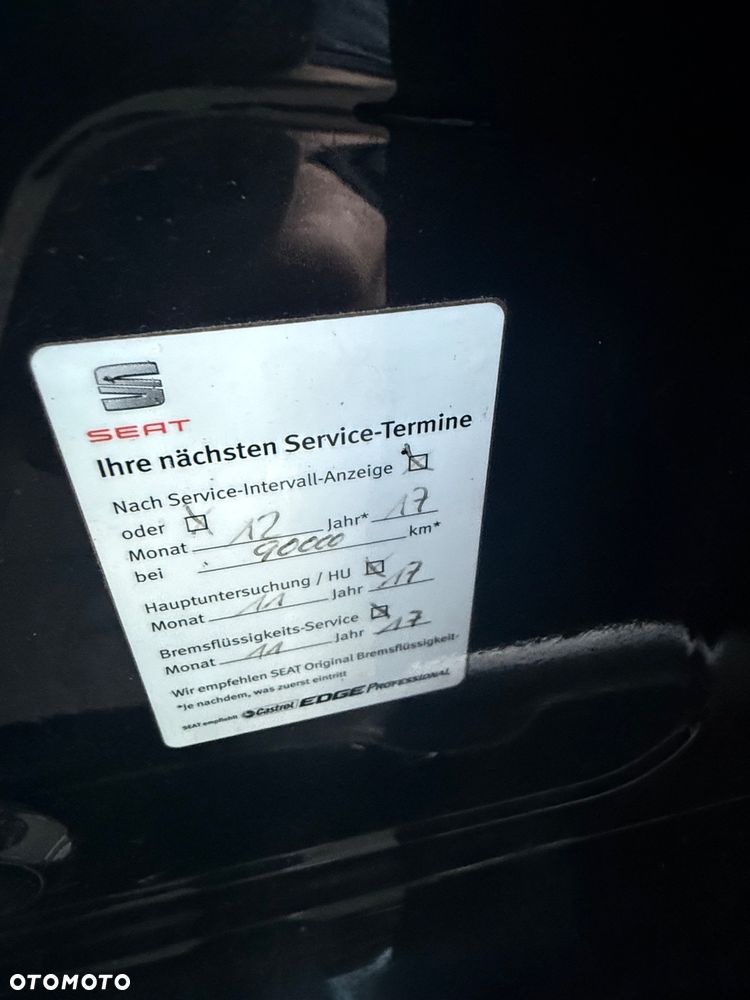 SEAT
Ihre nächsten Service-Termine
Nach Service-Intervall-Anzeige
oder
Monat 12 Jahr* 17
bei 90000 km*
Hauptuntersuchung / HU
Monat 11 Jahr 17
Bremsflüssigkeits-Service
Monat 11 Jahr 17
Wir empfehlen SEAT Original Bremsflüssigkeit.
*Je nachdem, was zuerst eintritt
SEAT empfiehlt Castrol EDGE PROFESSIONAL
OTOMOTO